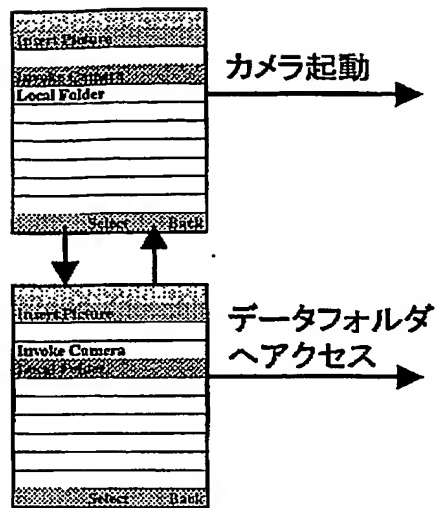 Insert Picture
Invoke Camera
Local Folder
Select Back
カメラ起動
Insert Picture
Invoke Camera
Local Folder
Select Back
データフォルダ
へアクセス